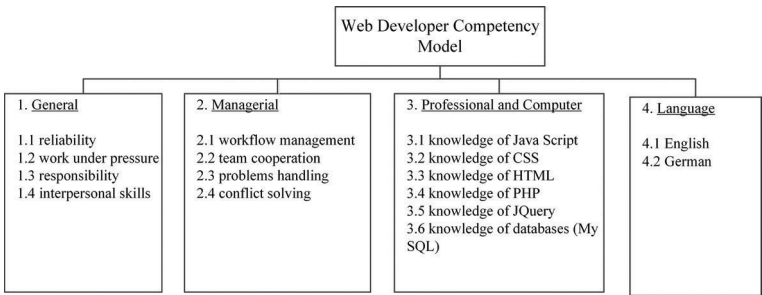 Web Developer Competency
Model
1. General
1.1 reliability
1.2 work under pressure
1.3 responsibility
1.4 interpersonal skills
2. Managerial
2.1 workflow management
2.2 team cooperation
2.3 problems handling
2.4 conflict solving
3. Professional and Computer
3.1 knowledge of Java Script
3.2 knowledge of CSS
3.3 knowledge of HTML
3.4 knowledge of PHP
3.5 knowledge of JQuery
3.6 knowledge of databases (My
SQL)
4. Language
4.1 English
4.2 German